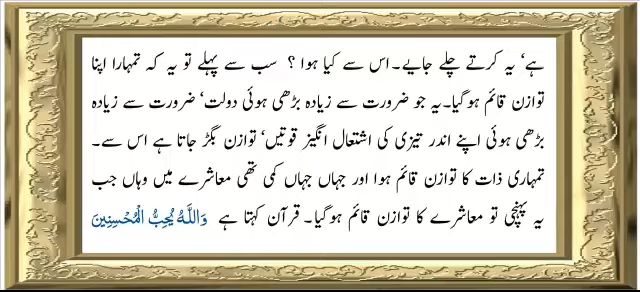 ہے‘ یہ کرتے چلے جایے۔اس سے کیا ہوا ؟ سب سے پہلے تو یہ کہ تمہارا اپنا
توازن قائم ہوگیا۔یہ جو ضرورت سے زیادہ بڑھی ہوئی دولت‘ ضرورت سے زیادہ
بڑھی ہوئی اپنے اندر تیزی کی اشتعال انگیز قوتیں‘ توازن بگڑ جاتا ہے اس سے۔
تمہاری ذات کا توازن قائم ہوا اور جہاں جہاں کمی تھی معاشرے میں وہاں جب
یہ پہنچی تو معاشرے کا توازن قائم ہوگیا۔ قرآن کہتا ہے وَاللَّهُ يُحِبُّ الْمُحْسِنِينَ